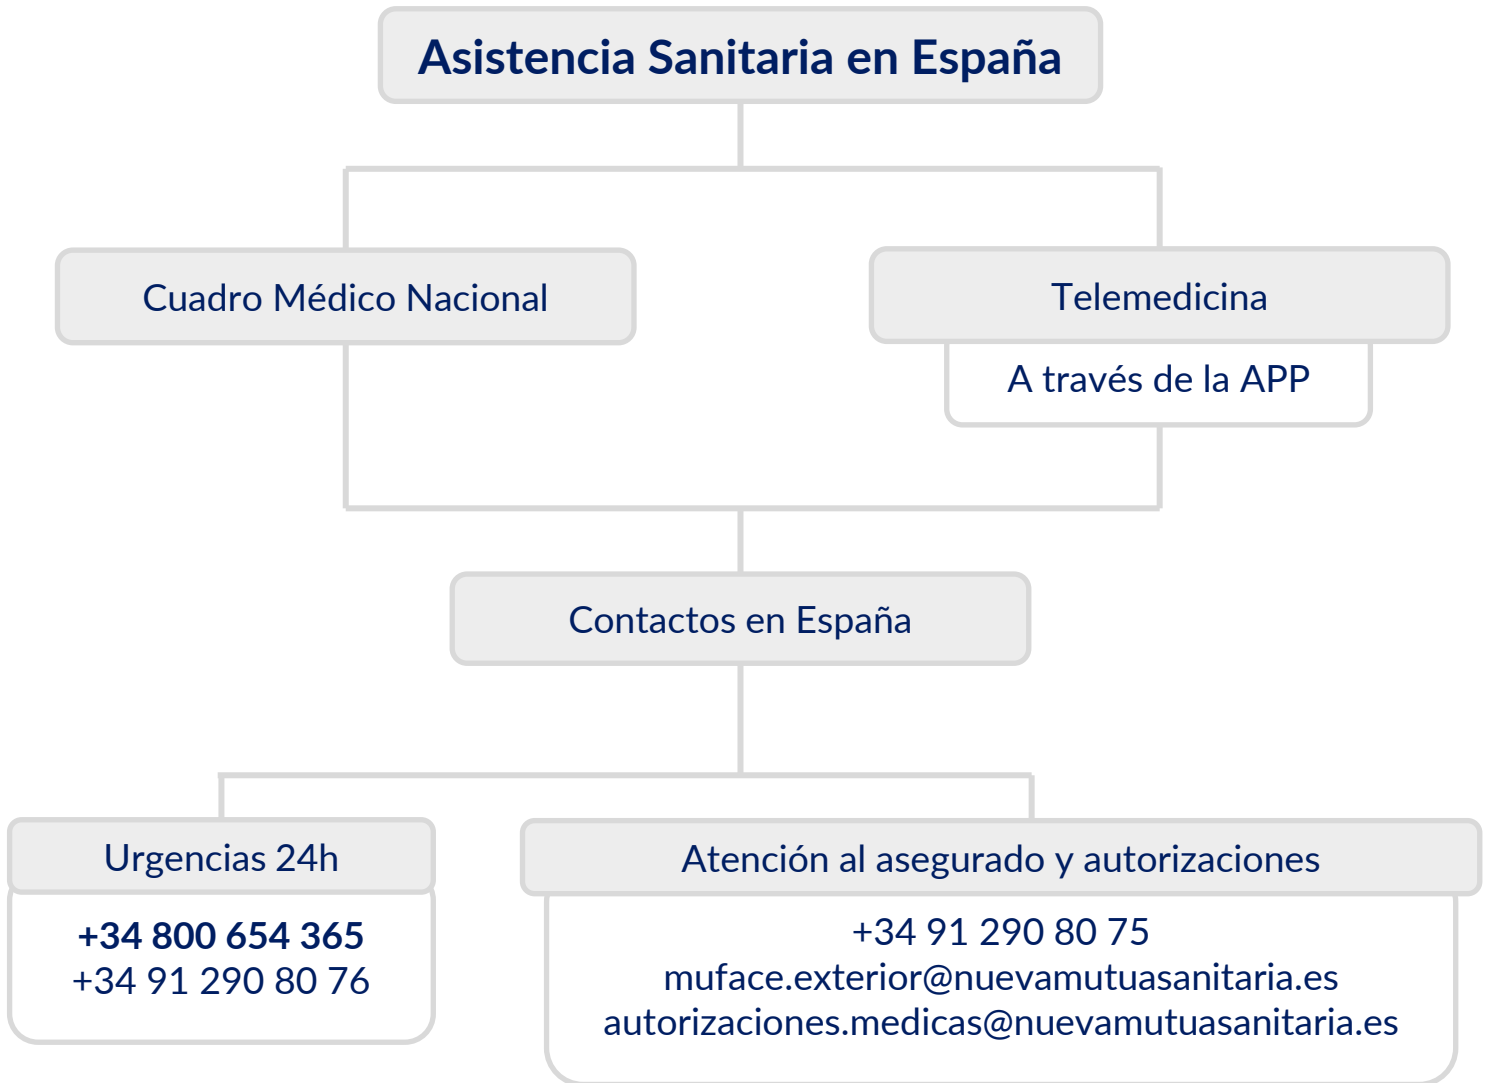 Asistencia Sanitaria en España
Cuadro Médico Nacional
Telemedicina
A través de la APP
Contactos en España
Urgencias 24h
+34 800 654 365
+34 91 290 80 76
Atención al asegurado y autorizaciones
+34 91 290 80 75
muface.exterior@nuevamutuasanitaria.es
autorizaciones.medicas@nuevamutuasanitaria.es